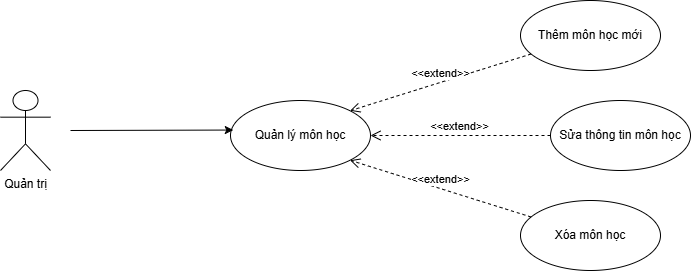 Thêm môn học mới
<<extend>>
<<extend>>
Quản lý môn học
Sửa thông tin môn học
<<extend>>
Quản trị
Xóa môn học